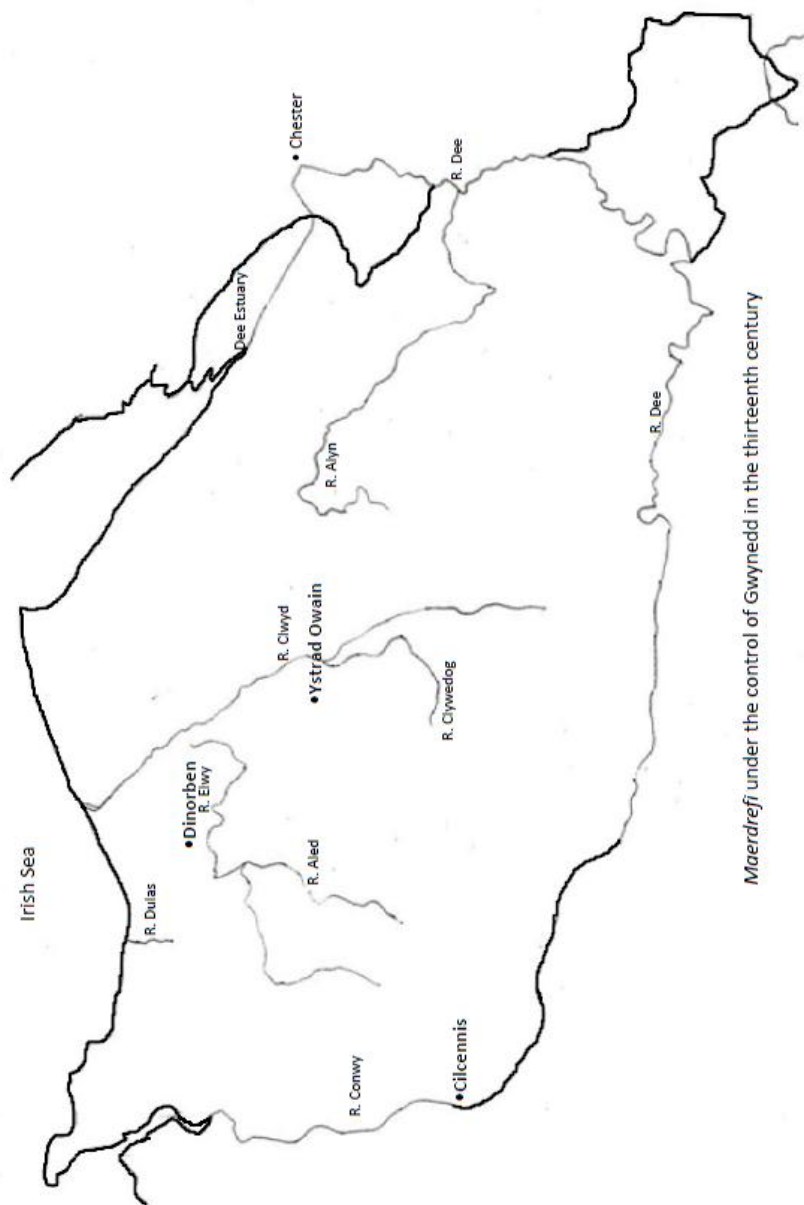 Irish Sea
Chester
Dee Estuary
R. Dee
R. Alyn
R. Clwyd
Ystrad Owain
R. Clywedog
Dinorben
R. Elwy
R. Aled
R. Dulas
R. Conwy
Cilcennis
R. Dee
Maerdrefi under the control of Gwynedd in the thirteenth century